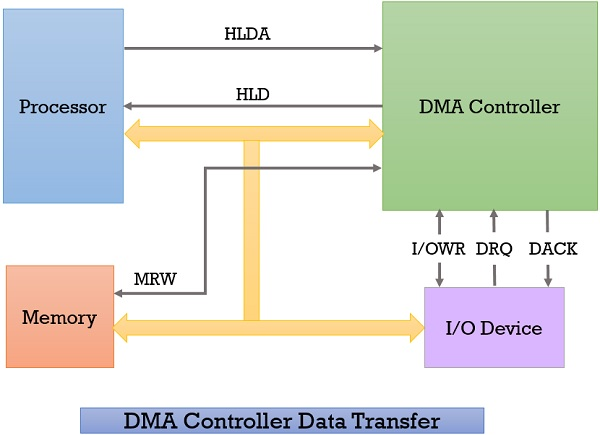 HLDA
Processor
HLD
DMA Controller
I/OWR DRQ DACK
MRW
Memory
I/O Device
DMA Controller Data Transfer